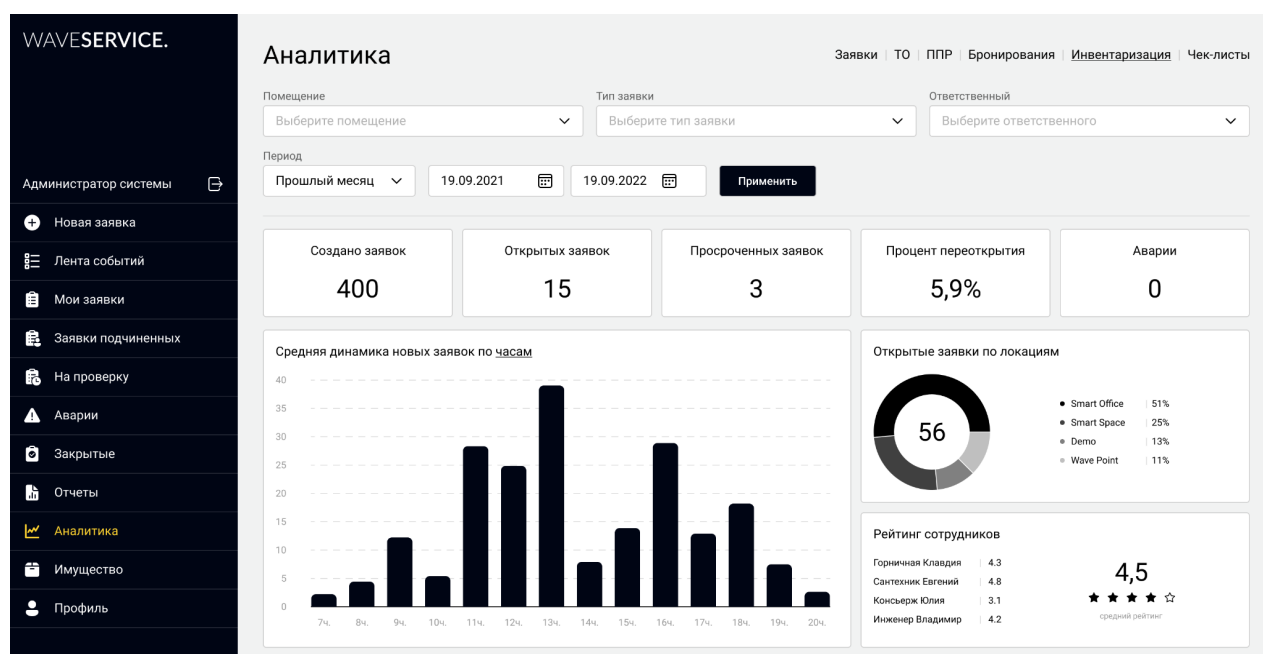 WAVESERVICE.
Администратор системы
Новая заявка
Лента событий
Мои заявки
Заявки подчиненных
На проверку
Аварии
Закрытые
Отчеты
Аналитика
Имущество
Профиль
Аналитика
Заявки | ТО | ППР | Бронирования | Инвентаризация | Чек-листы
Помещение
Выберите помещение
Тип заявки
Выберите тип заявки
Ответственный
Выберите ответственного
Период
Прошлый месяц
19.09.2021
19.09.2022
Применить
Создано заявок
400
Открытых заявок
15
Просроченных заявок
3
Процент переоткрытия
5,9%
Аварии
0
Средняя динамика новых заявок по часам
40
35
30
25
20
15
10
5
0
7ч. 8ч. 9ч. 10ч. 11ч. 12ч. 13ч. 14ч. 15ч. 16ч. 17ч. 18ч. 19ч. 20ч.
Открытые заявки по локациям
56
Smart Office | 51%
Smart Space | 25%
Demo | 13%
Wave Point | 11%
Рейтинг сотрудников
Горничная Клавдия | 4.3
Сантехник Евгений | 4.8
Консьерж Юлия | 3.1
Инженер Владимир | 4.2
4,5
средний рейтинг